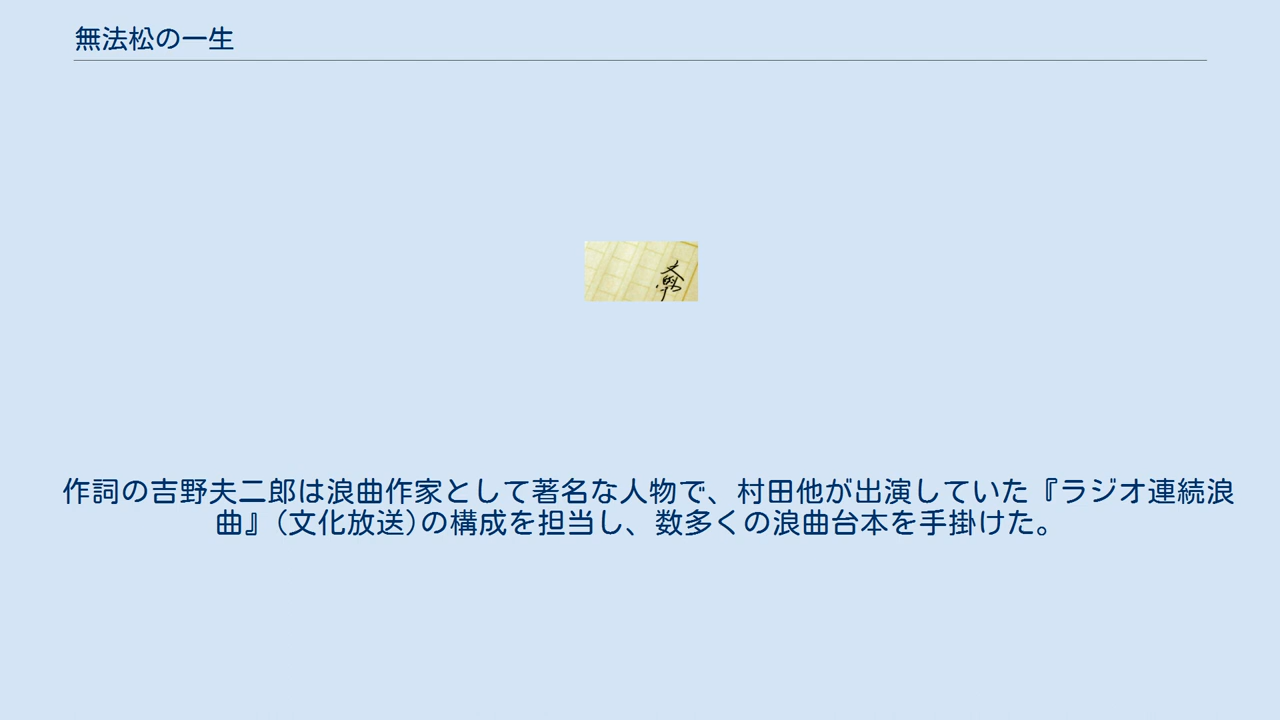 無法松の一生
作詞の吉野夫二郎は浪曲作家として著名な人物で、村田他が出演していた『ラジオ連続浪
曲』(文化放送)の構成を担当し、数多くの浪曲台本を手掛けた。